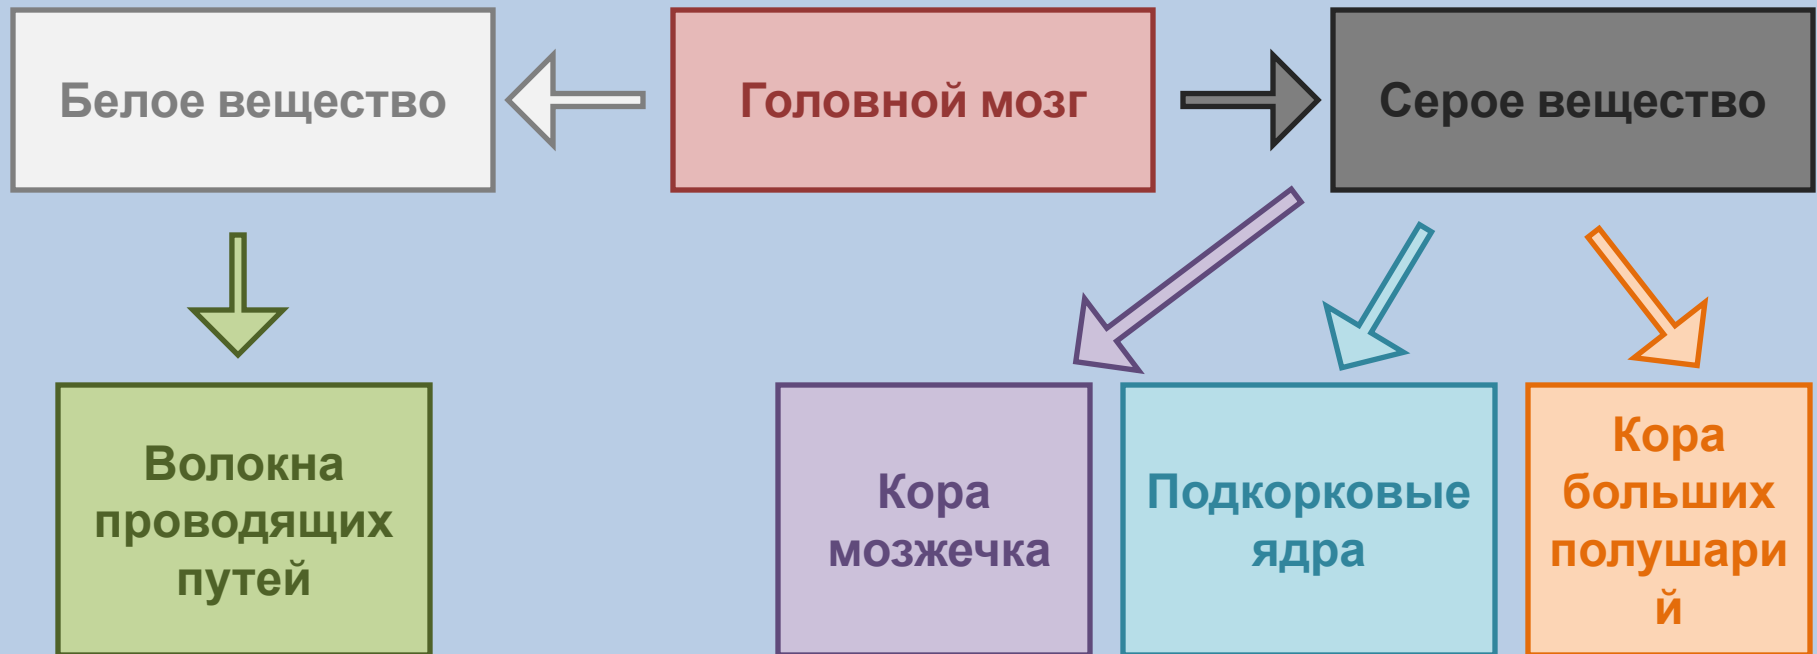 Белое вещество
Головной мозг
Серое вещество
Волокна
проводящих
путей
Кора
мозжечка
Подкорковые
ядра
Кора
больших
полушари
й